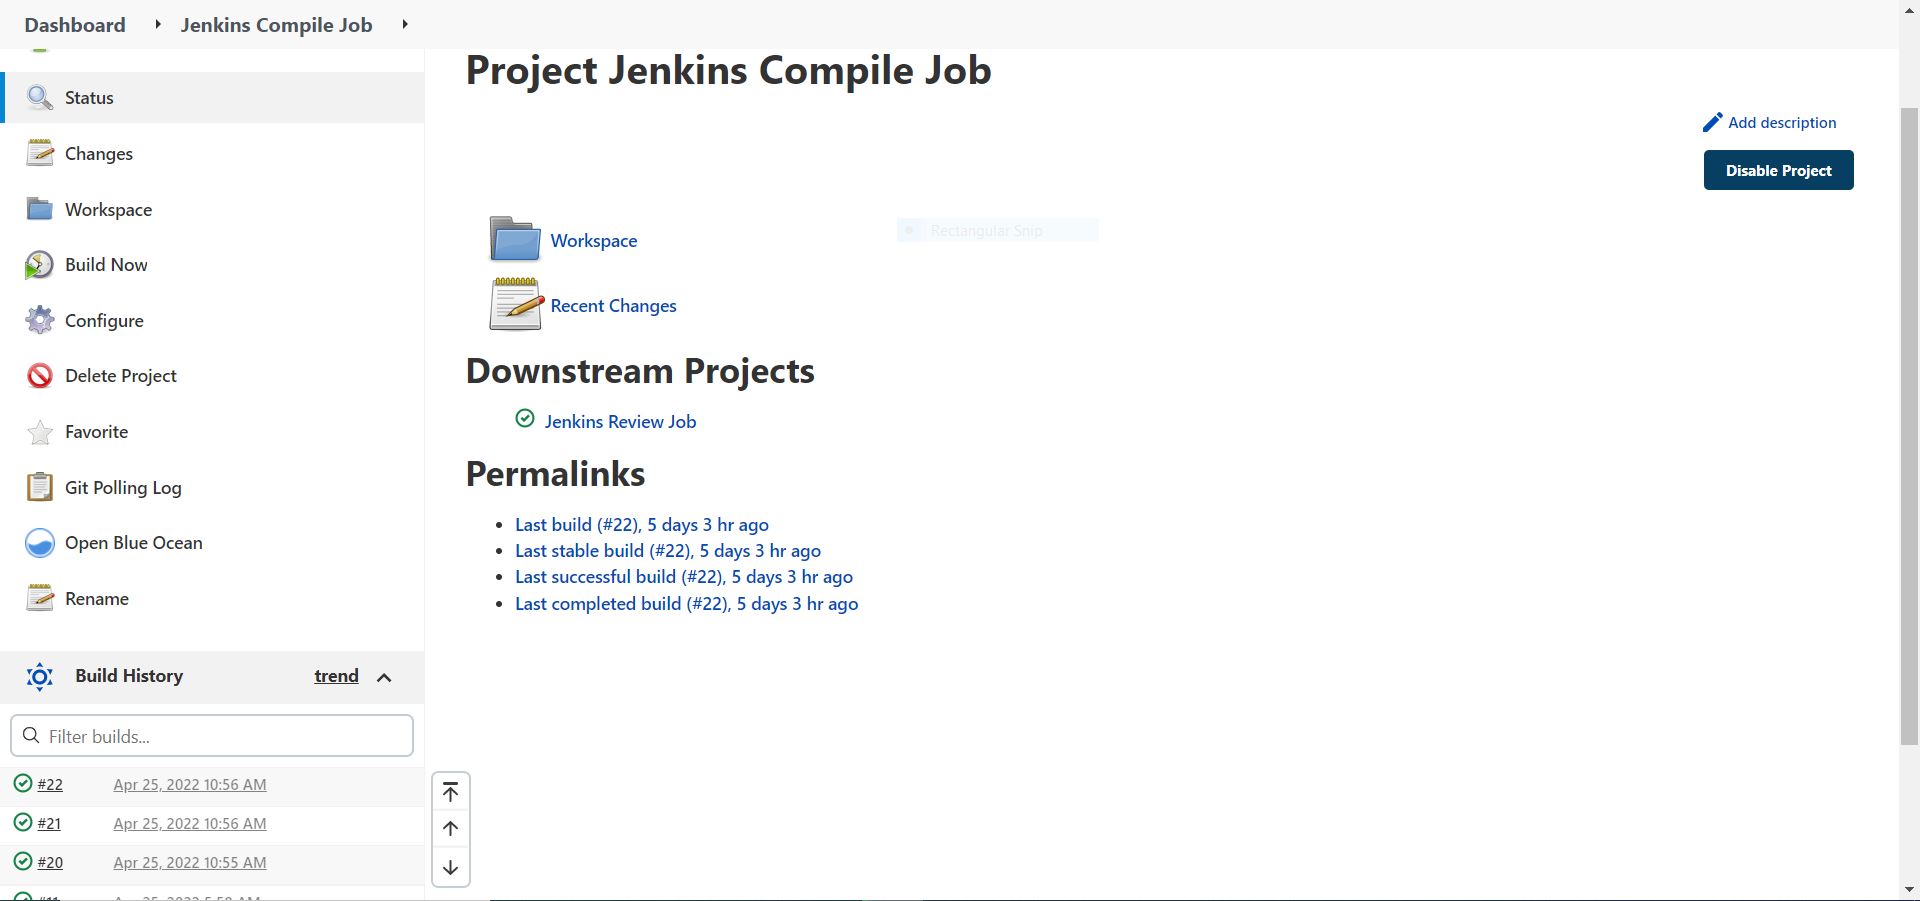 Dashboard
Jenkins Compile Job
Status
Changes
Workspace
Build Now
Configure
Delete Project
Favorite
Git Polling Log
Open Blue Ocean
Rename
Build History trend
Filter builds...
#22 Apr 25, 2022 10:56 AM
#21 Apr 25, 2022 10:56 AM
#20 Apr 25, 2022 10:55 AM
Project Jenkins Compile Job
Add description
Disable Project
Workspace
Rectangular Snip
Recent Changes
Downstream Projects
Jenkins Review Job
Permalinks
Last build (#22), 5 days 3 hr ago
Last stable build (#22), 5 days 3 hr ago
Last successful build (#22), 5 days 3 hr ago
Last completed build (#22), 5 days 3 hr ago